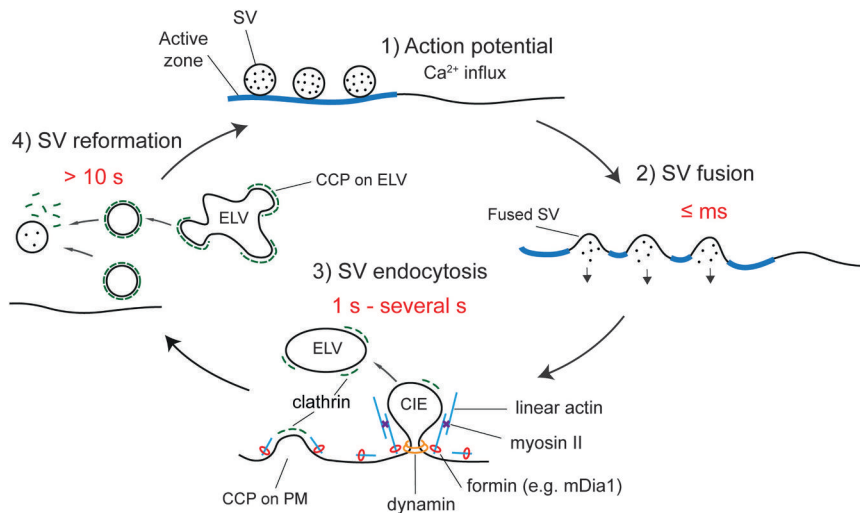 SV
1) Action potential
Active
zone
Ca²⁺ influx
4) SV reformation
> 10 s
CCP on ELV
ELV
2) SV fusion
≤ ms
Fused SV
3) SV endocytosis
1 s - several s
ELV
clathrin
CIE
linear actin
myosin II
CCP on PM
dynamin
formin (e.g. mDia1)